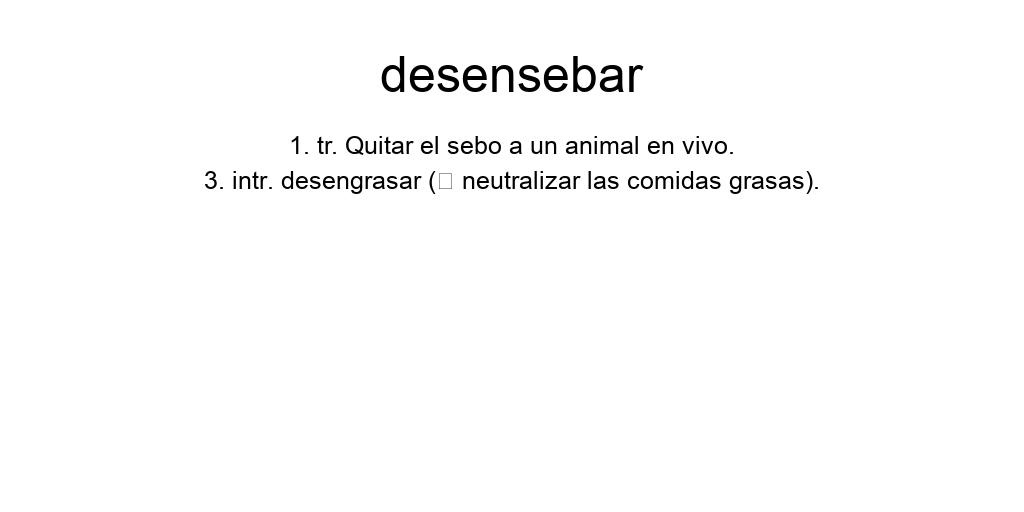 desensebar
1. tr. Quitar el sebo a un animal en vivo.
3. intr. desengrasar (□ neutralizar las comidas grasas).